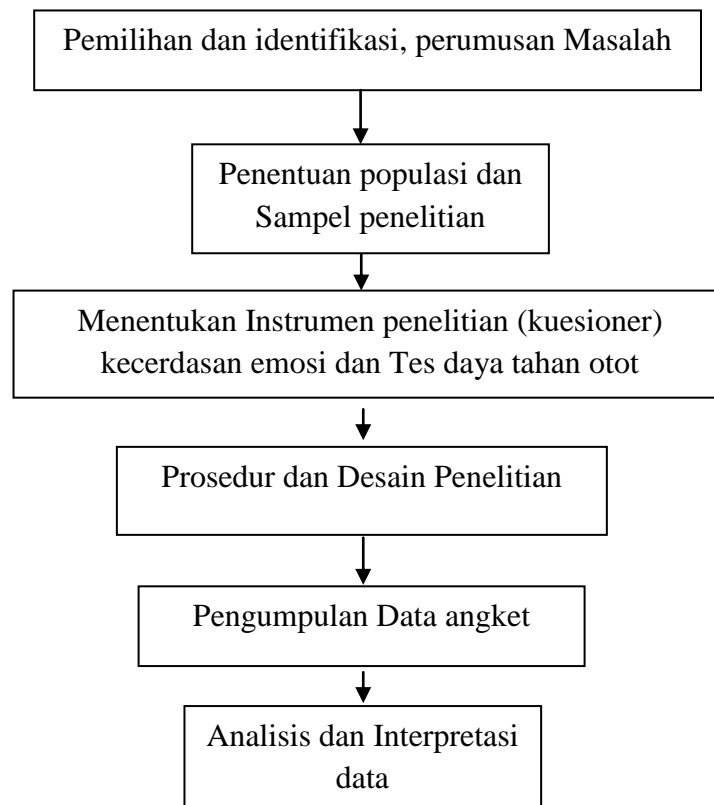 Pemilihan dan identifikasi, perumusan Masalah
Penentuan populasi dan
Sampel penelitian
Menentukan Instrumen penelitian (kuesioner)
kecerdasan emosi dan Tes daya tahan otot
Prosedur dan Desain Penelitian
Pengumpulan Data angket
Analisis dan Interpretasi
data